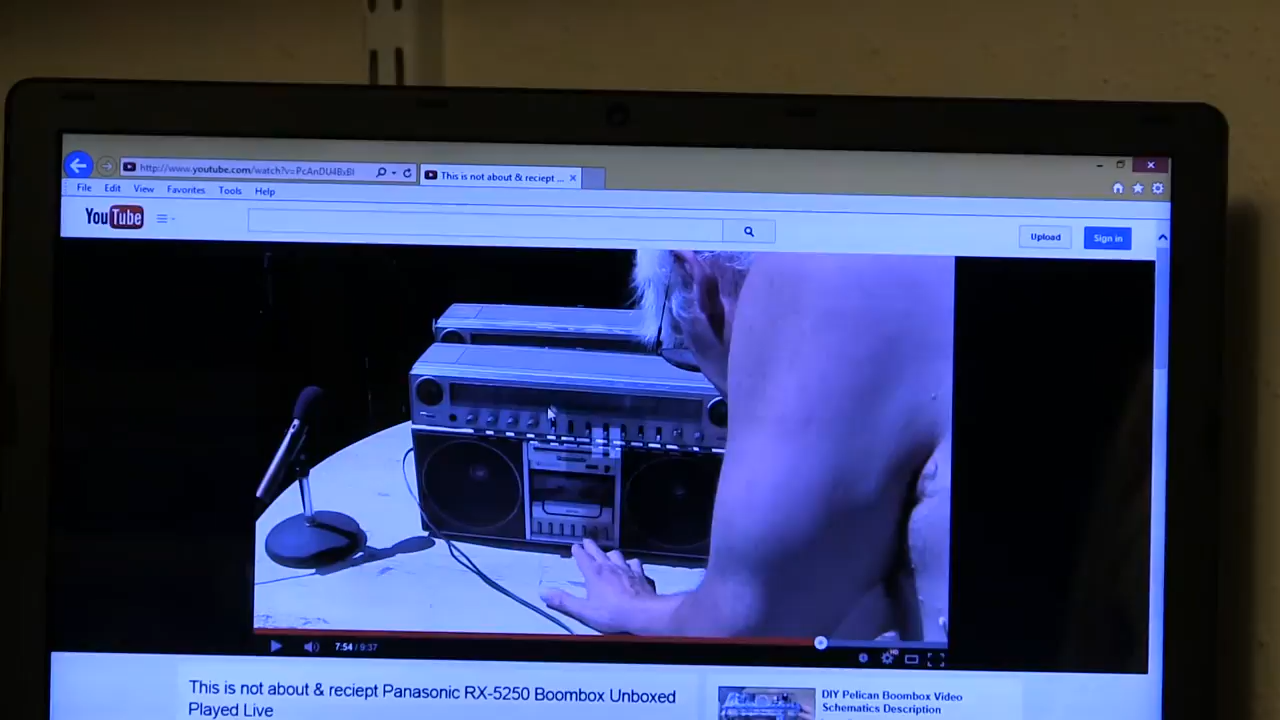 http://www.youtube.com/watch?v=PcAnDU4BxBI
This is not about & reciept ...
File Edit View Favorites Tools Help
YouTube
Upload
Sign in
7:54 / 9:37
HD
This is not about & reciept Panasonic RX-5250 Boombox Unboxed
Played Live
DIY Pelican Boombox Video
Schematics Description